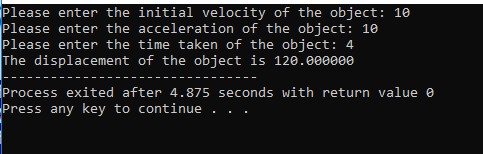 Please enter the initial velocity of the object: 10
Please enter the acceleration of the object: 10
Please enter the time taken of the object: 4
The displacement of the object is 120.000000
--------------------------------
Process exited after 4.875 seconds with return value 0
Press any key to continue . . .